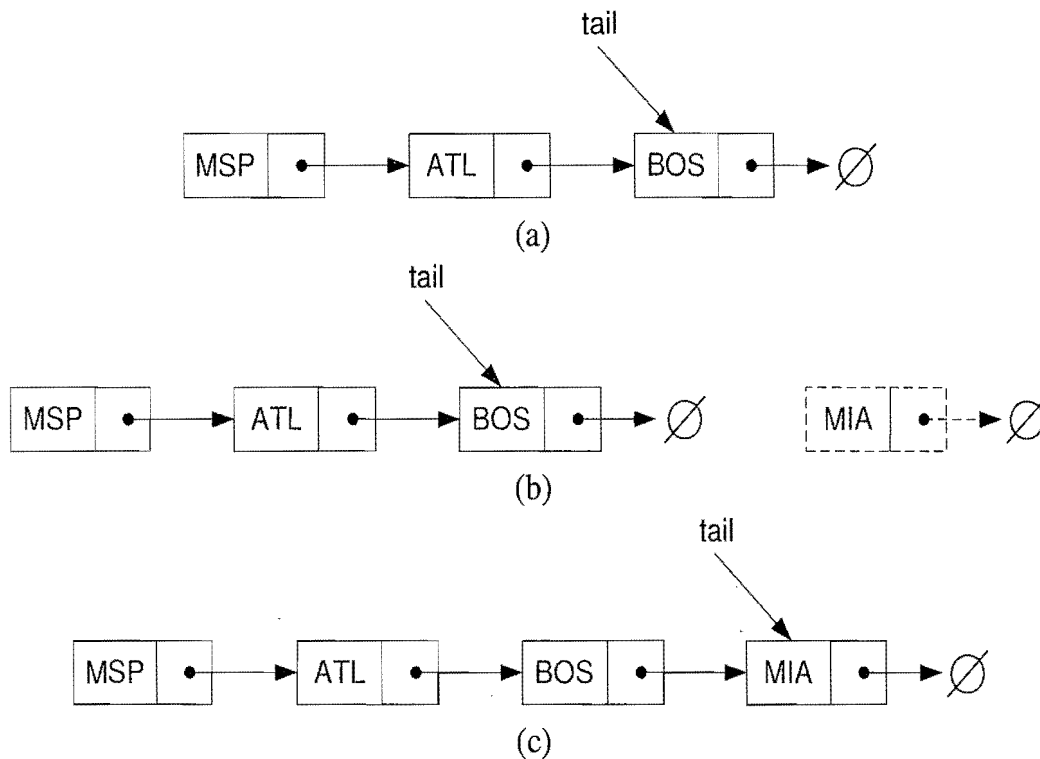 tail
MSP ATL BOS ∅
(a)
tail
MSP ATL BOS ∅ MIA ∅
(b)
tail
MSP ATL BOS MIA ∅
(c)